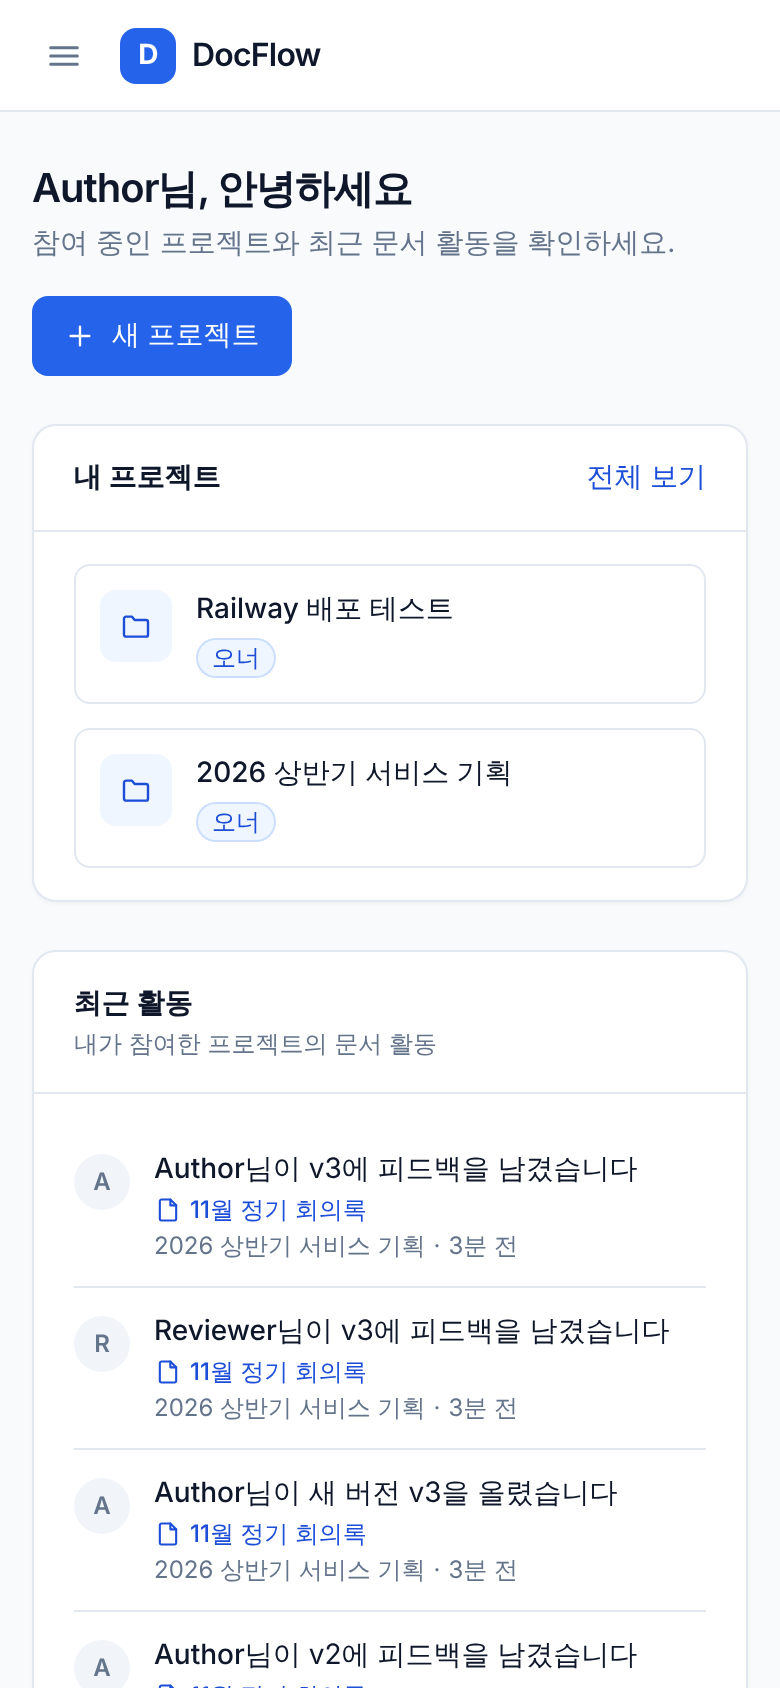 D DocFlow
Author님, 안녕하세요
참여 중인 프로젝트와 최근 문서 활동을 확인하세요.
+ 새 프로젝트
내 프로젝트 전체 보기
Railway 배포 테스트
오너
2026 상반기 서비스 기획
오너
최근 활동
내가 참여한 프로젝트의 문서 활동
A Author님이 v3에 피드백을 남겼습니다
11월 정기 회의록
2026 상반기 서비스 기획 · 3분 전
R Reviewer님이 v3에 피드백을 남겼습니다
11월 정기 회의록
2026 상반기 서비스 기획 · 3분 전
A Author님이 새 버전 v3을 올렸습니다
11월 정기 회의록
2026 상반기 서비스 기획 · 3분 전
A Author님이 v2에 피드백을 남겼습니다